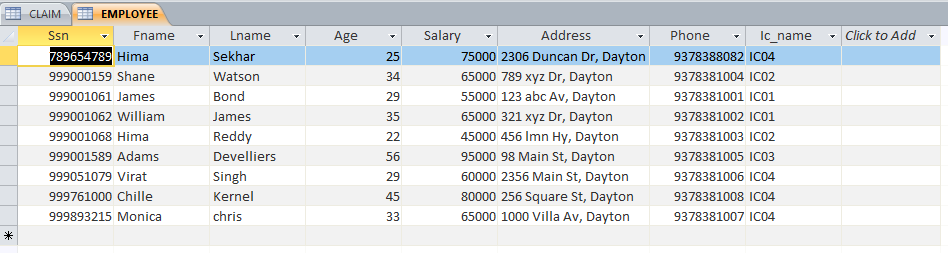 CLAIM EMPLOYEE
Ssn Fname Lname Age Salary Address Phone Ic_name Click to Add
789654789 Hima Sekhar 25 75000 2306 Duncan Dr, Dayton 9378388082 IC04
999000159 Shane Watson 34 65000 789 xyz Dr, Dayton 9378381004 IC02
999001061 James Bond 29 55000 123 abc Av, Dayton 9378381001 IC01
999001062 William James 35 65000 321 xyz Dr, Dayton 9378381002 IC01
999001068 Hima Reddy 22 45000 456 lmn Hy, Dayton 9378381003 IC02
999001589 Adams Develliers 56 95000 98 Main St, Dayton 9378381005 IC03
999051079 Virat Singh 29 60000 2356 Main St, Dayton 9378381006 IC04
999761000 Chille Kernel 45 80000 256 Square St, Dayton 9378381008 IC04
999893215 Monica chris 33 65000 1000 Villa Av, Dayton 9378381007 IC04